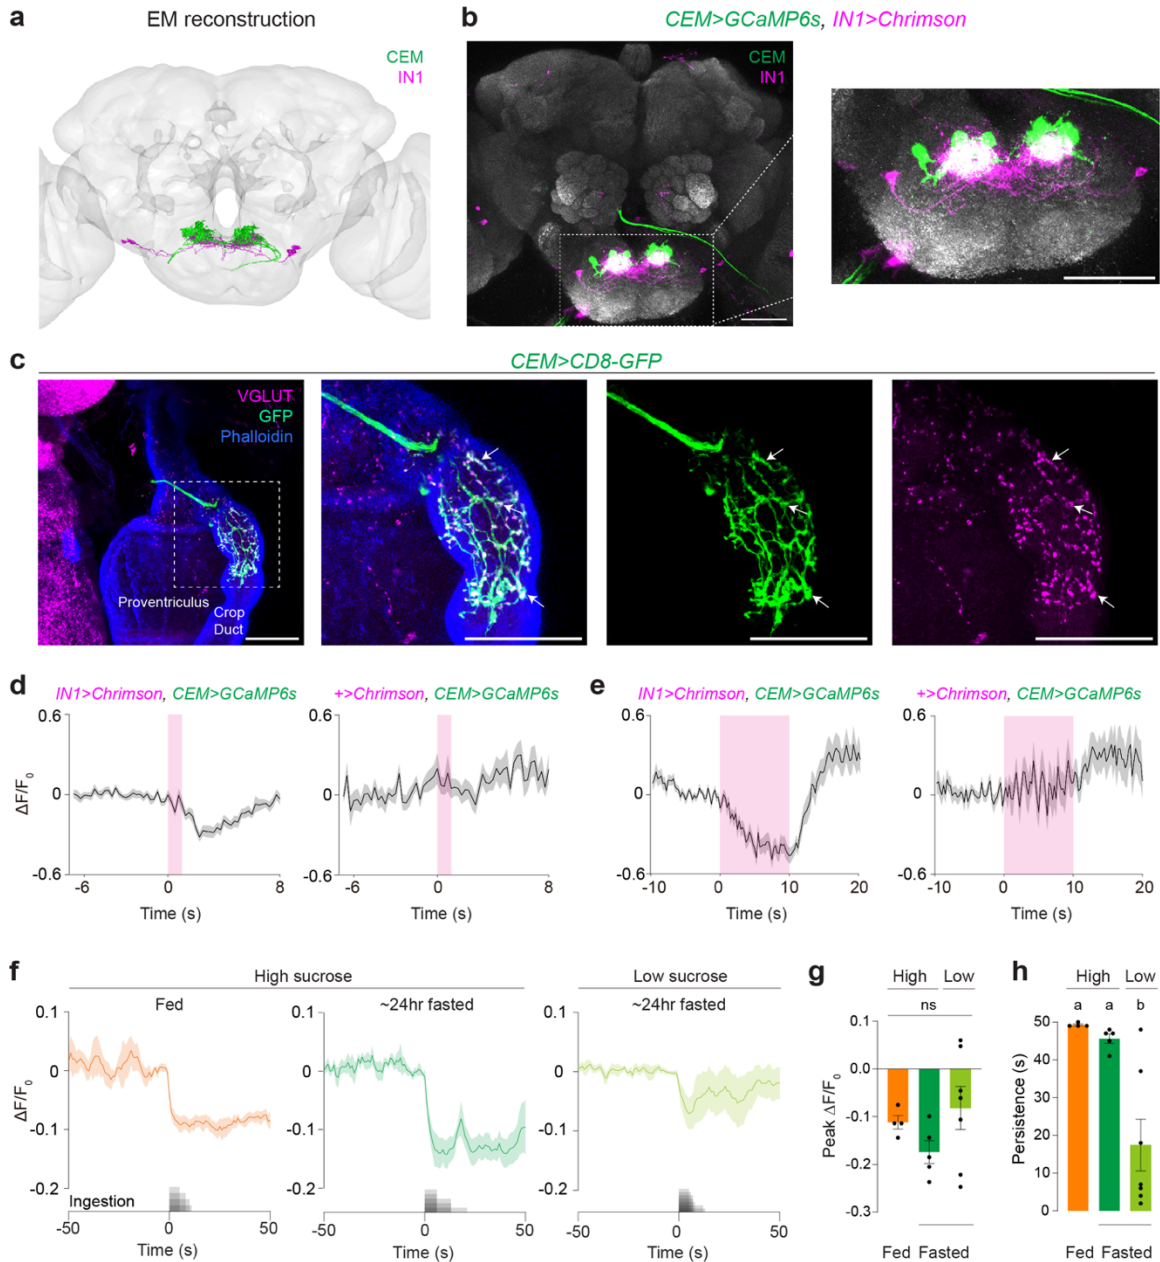 a
EM reconstruction
CEM
IN1
b
CEM>GCaMP6s, IN1>Chrimson
CEM
IN1
c
CEM>CD8-GFP
VGLUT
GFP
Phalloidin
Proventriculus
Crop
Duct
d
IN1>Chrimson, CEM>GCaMP6s
+>Chrimson, CEM>GCaMP6s
0.6
0
-0.6
ΔF/F0
-6
0
8
Time (s)
-6
0
8
Time (s)
e
IN1>Chrimson, CEM>GCaMP6s
+>Chrimson, CEM>GCaMP6s
0.6
0
-0.6
-10
0
10
20
Time (s)
0.6
0
-0.6
-10
0
10
20
Time (s)
f
High sucrose
Low sucrose
Fed
~24hr fasted
~24hr fasted
0.1
0
-0.1
-0.2
ΔF/F0
Ingestion
-50
0
50
Time (s)
0.1
0
-0.1
-0.2
-50
0
50
Time (s)
0.1
0
-0.1
-0.2
-50
0
50
Time (s)
g
High
Low
ns
0.1
0.0
-0.1
-0.2
-0.3
Peak ΔF/F0
Fed
Fasted
h
High
Low
a
a
b
50
40
30
20
10
0
Persistence (s)
Fed
Fasted